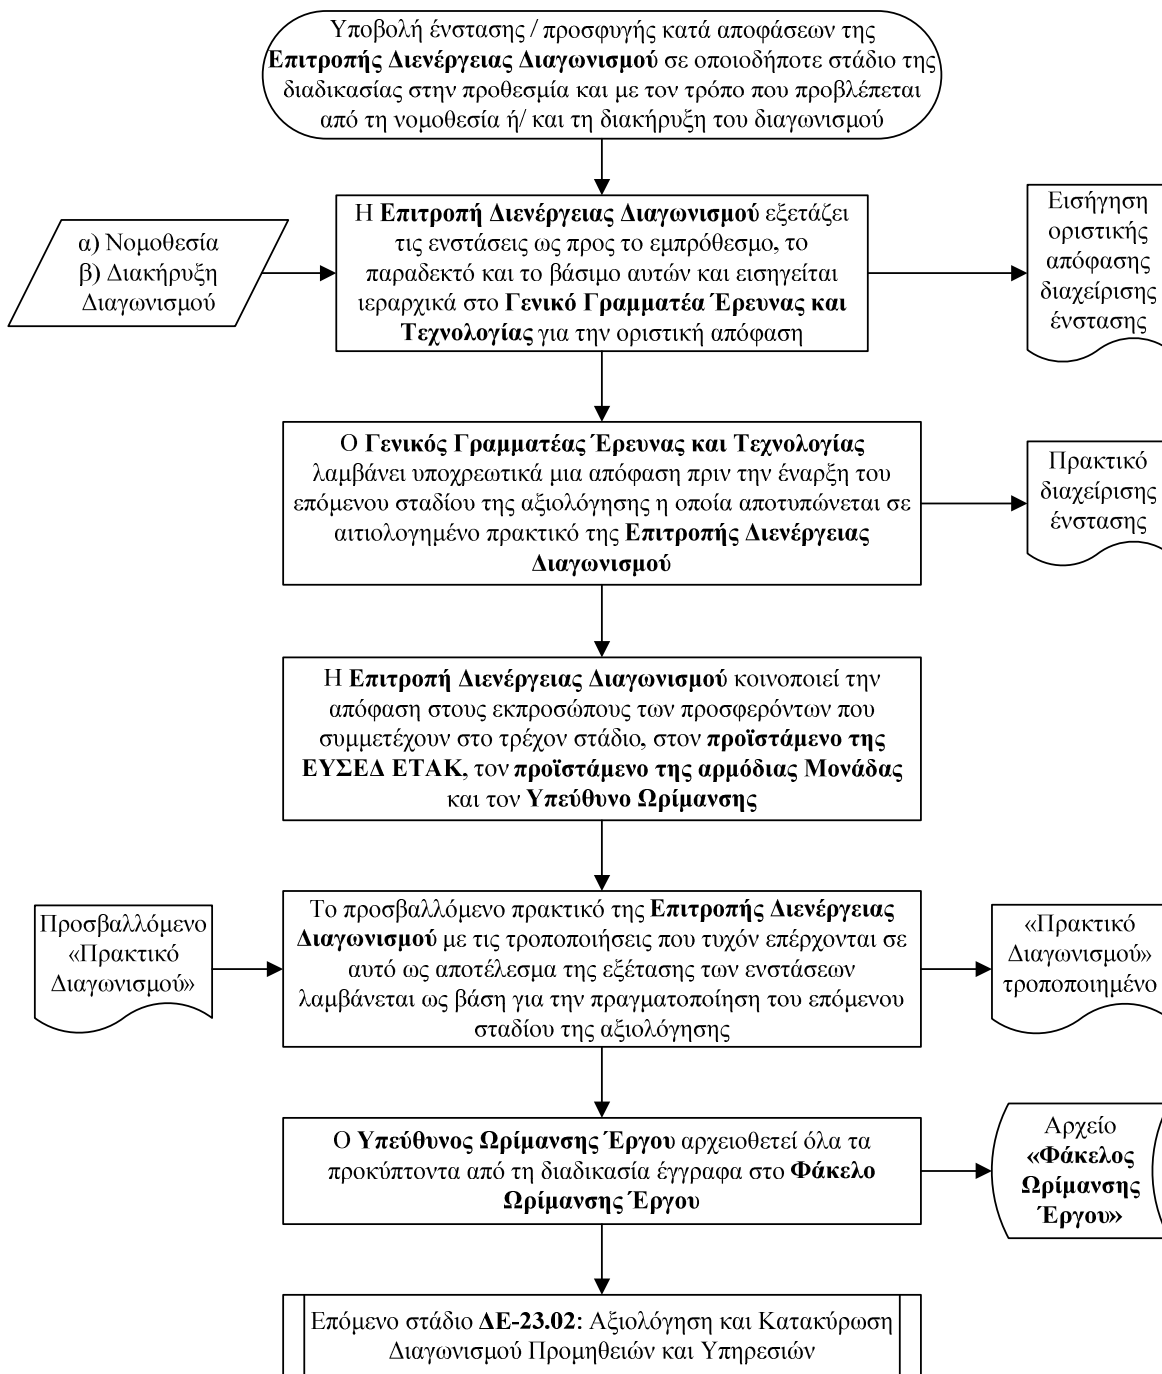 Υποβολή ένστασης / προσφυγής κατά αποφάσεων της
Επιτροπής Διενέργειας Διαγωνισμού σε οποιοδήποτε στάδιο της
διαδικασίας στην προθεσμία και με τον τρόπο που προβλέπεται
από τη νομοθεσία ή/ και τη διακήρυξη του διαγωνισμού
α) Νομοθεσία
β) Διακήρυξη
Διαγωνισμού
Η Επιτροπή Διενέργειας Διαγωνισμού εξετάζει
τις ενστάσεις ως προς το εμπρόθεσμο, το
παραδεκτό και το βάσιμο αυτών και εισηγείται
ιεραρχικά στο Γενικό Γραμματέα Έρευνας και
Τεχνολογίας για την οριστική απόφαση
Εισήγηση
οριστικής
απόφασης
διαχείρισης
ένστασης
Ο Γενικός Γραμματέας Έρευνας και Τεχνολογίας
λαμβάνει υποχρεωτικά μια απόφαση πριν την έναρξη του
επόμενου σταδίου της αξιολόγησης η οποία αποτυπώνεται σε
αιτιολογημένο πρακτικό της Επιτροπής Διενέργειας
Διαγωνισμού
Πρακτικό
διαχείρισης
ένστασης
Η Επιτροπή Διενέργειας Διαγωνισμού κοινοποιεί την
απόφαση στους εκπροσώπους των προσφερόντων που
συμμετέχουν στο τρέχον στάδιο, στον προϊστάμενο της
ΕΥΣΕΔ ΕΤΑΚ, τον προϊστάμενο της αρμόδιας Μονάδας
και τον Υπεύθυνο Ωρίμανσης
Προσβαλλόμενο
«Πρακτικό
Διαγωνισμού»
Το προσβαλλόμενο πρακτικό της Επιτροπής Διενέργειας
Διαγωνισμού με τις τροποποιήσεις που τυχόν επέρχονται σε
αυτό ως αποτέλεσμα της εξέτασης των ενστάσεων
λαμβάνεται ως βάση για την πραγματοποίηση του επόμενου
σταδίου της αξιολόγησης
«Πρακτικό
Διαγωνισμού»
τροποποιημένο
Ο Υπεύθυνος Ωρίμανσης Έργου αρχειοθετεί όλα τα
προκύπτοντα από τη διαδικασία έγγραφα στο Φάκελο
Ωρίμανσης Έργου
Αρχείο
«Φάκελος
Ωρίμανσης
Έργου»
Επόμενο στάδιο ΔΕ-23.02: Αξιολόγηση και Κατακύρωση
Διαγωνισμού Προμηθειών και Υπηρεσιών